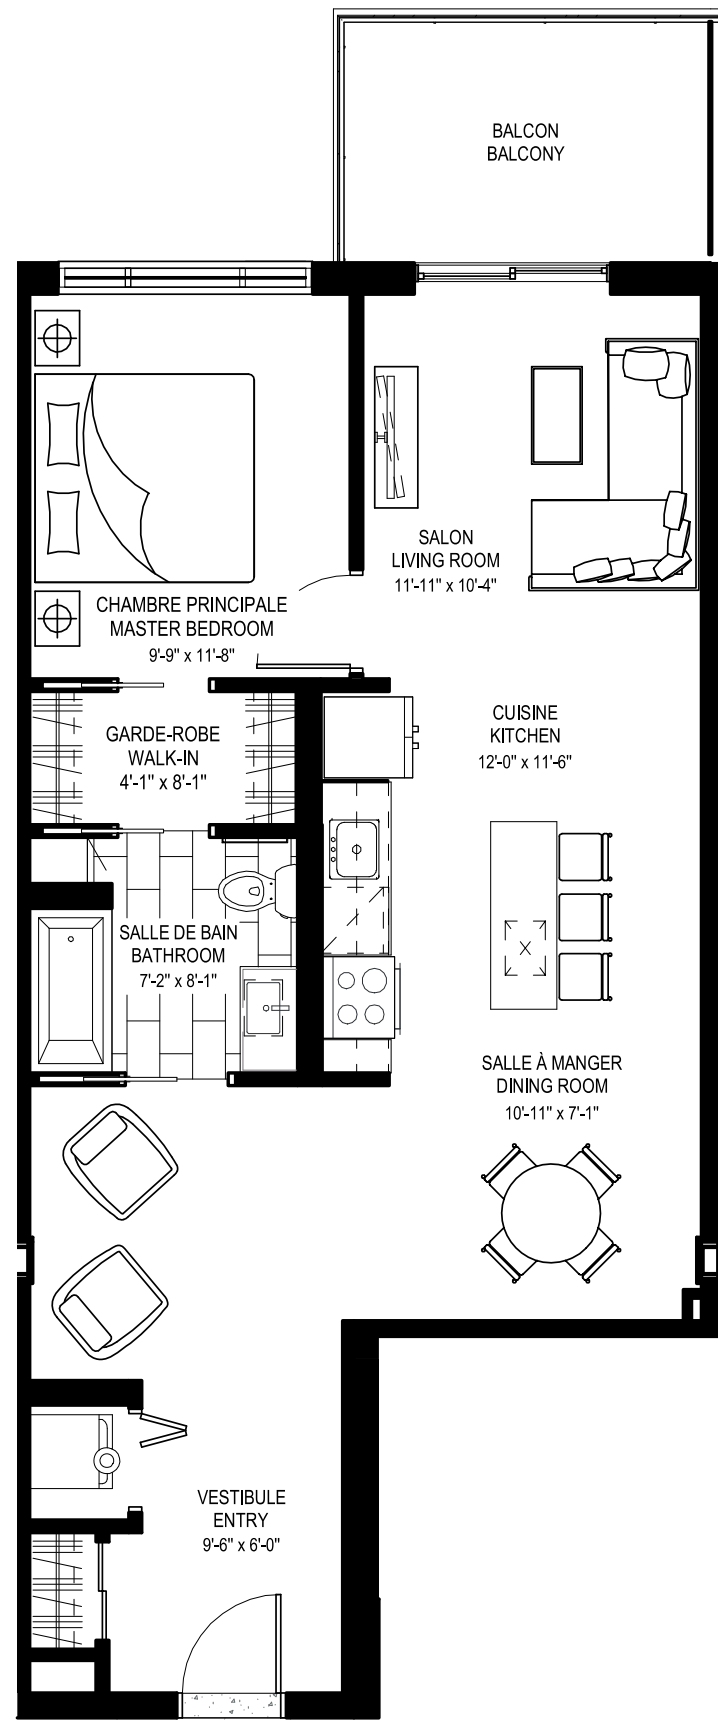 BALCON
BALCONY
SALON
LIVING ROOM
11'-11" x 10'-4"
CHAMBRE PRINCIPALE
MASTER BEDROOM
9'-9" x 11'-8"
CUISINE
KITCHEN
12'-0" x 11'-6"
GARDE-ROBE
WALK-IN
4'-1" x 8'-1"
SALLE DE BAIN
BATHROOM
7'-2" x 8'-1"
SALLE À MANGER
DINING ROOM
10'-11" x 7'-1"
VESTIBULE
ENTRY
9'-6" x 6'-0"